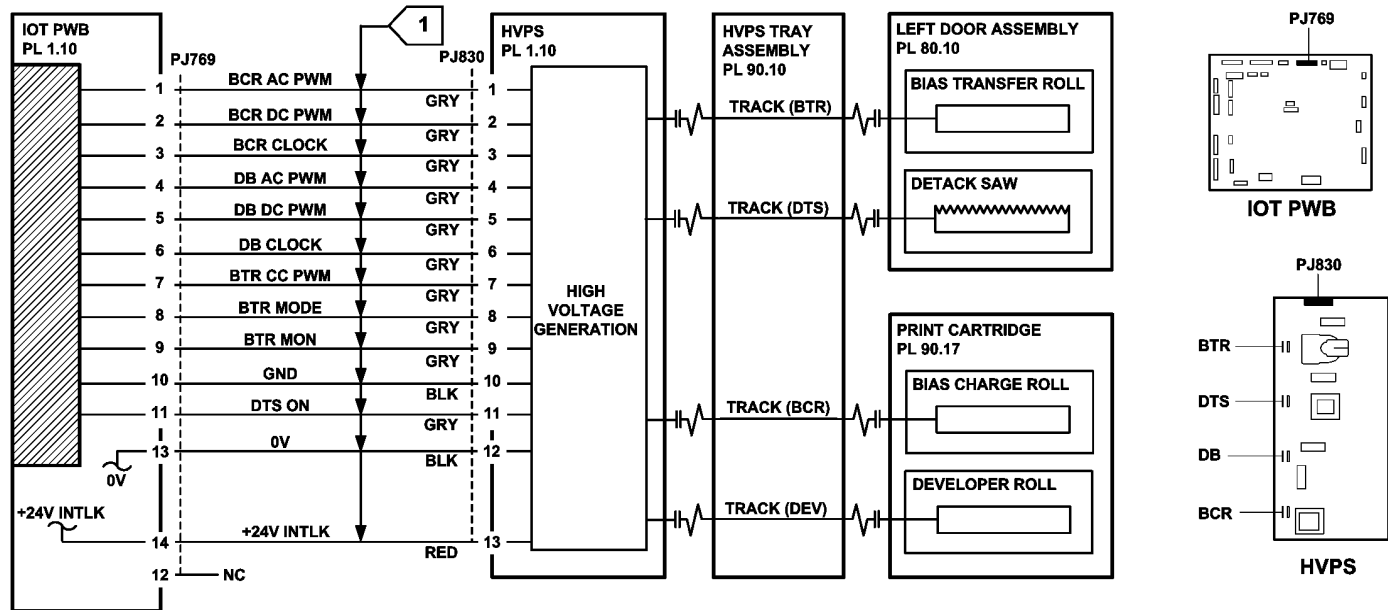 IOT PWB
PL 1.10
PJ769
1
PJ830
HVPS
PL 1.10
HVPS TRAY
ASSEMBLY
PL 90.10
LEFT DOOR ASSEMBLY
PL 80.10
BIAS TRANSFER ROLL
DETACK SAW
1 BCR AC PWM GRY 1
2 BCR DC PWM GRY 2
3 BCR CLOCK GRY 3
4 DB AC PWM GRY 4
5 DB DC PWM GRY 5
6 DB CLOCK GRY 6
7 BTR CC PWM GRY 7
8 BTR MODE GRY 8
9 BTR MON GRY 9
10 GND BLK 10
11 DTS ON GRY 11
13 0V BLK 12
0V
+24V INTLK
14 +24V INTLK RED 13
12 NC
HIGH
VOLTAGE
GENERATION
TRACK (BTR)
TRACK (DTS)
TRACK (BCR)
TRACK (DEV)
PRINT CARTRIDGE
PL 90.17
BIAS CHARGE ROLL
DEVELOPER ROLL
PJ769
IOT PWB
PJ830
BTR
DTS
DB
BCR
HVPS